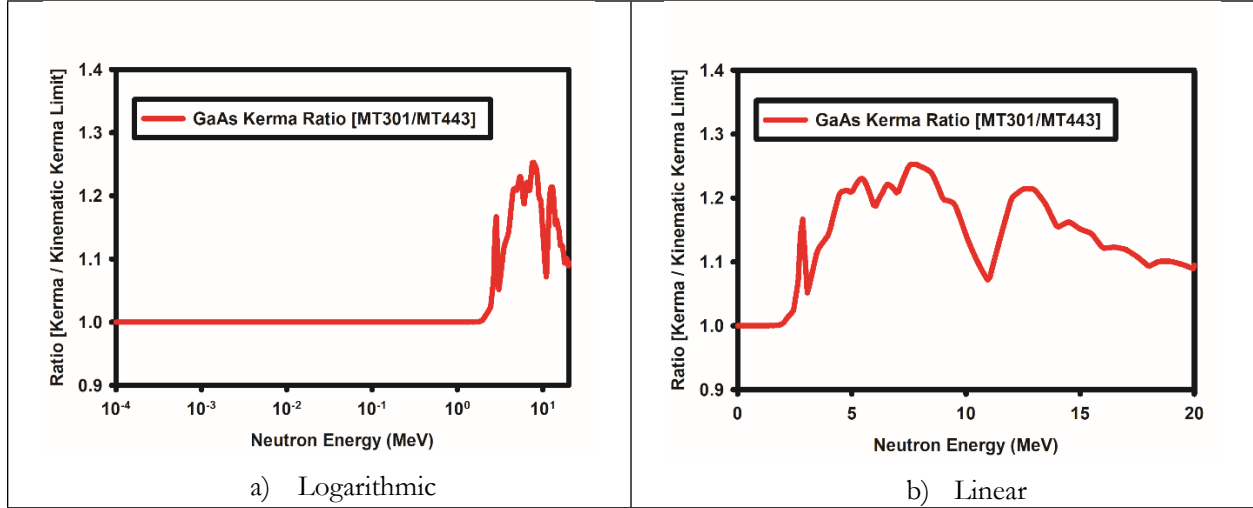 Ratio [Kerma / Kinematic Kerma Limit]
1.4
1.3
1.2
1.1
1.0
0.9
GaAs Kerma Ratio [MT301/MT443]
10-4
10-3
10-2
10-1
100
101
Neutron Energy (MeV)
a) Logarithmic
Ratio [Kerma / Kinematic Kerma Limit]
1.4
1.3
1.2
1.1
1.0
0.9
GaAs Kerma Ratio [MT301/MT443]
0
5
10
15
20
Neutron Energy (MeV)
b) Linear